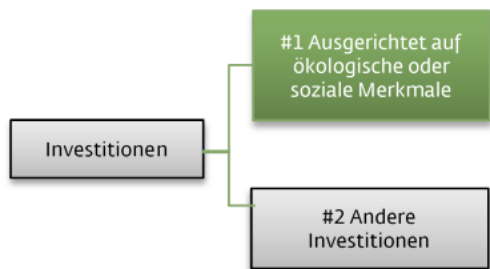 #1 Ausgerichtet auf
ökologische oder
soziale Merkmale
Investitionen
#2 Andere
Investitionen